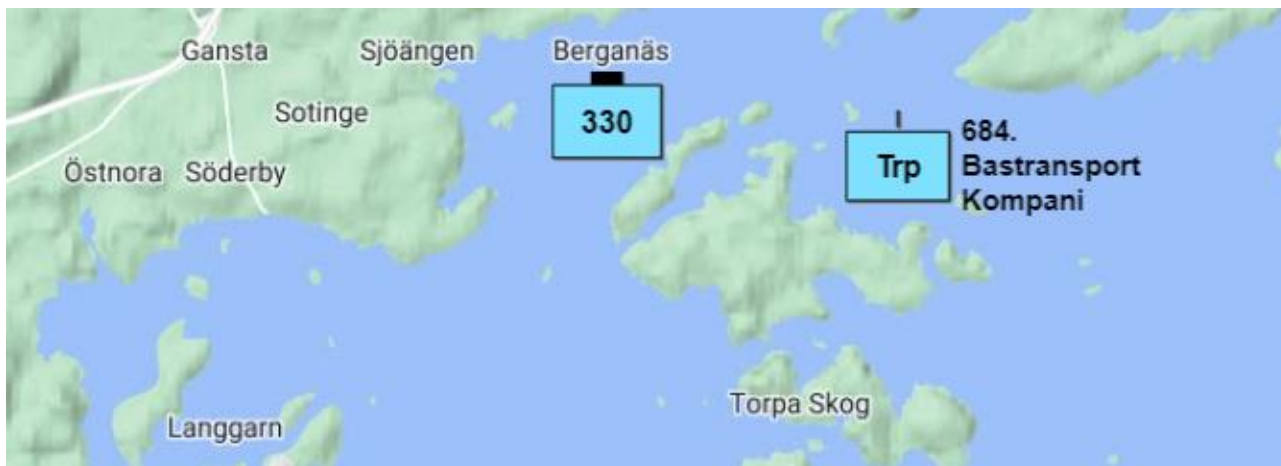 Gansta
Sjöängen
Berganäs
330
Sotinge
Trp
684.
Bastransport
Kompani
Östnora
Söderby
Torpa Skog
Langgarn